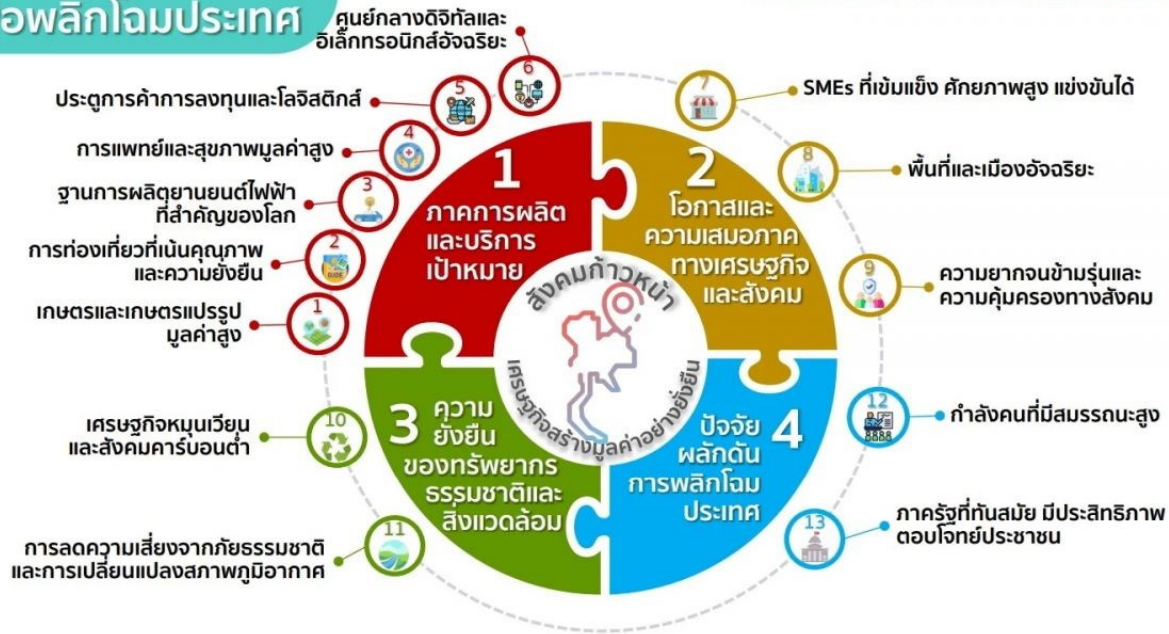 อพลิกโฉมประเทศ
ศูนย์กลางดิจิทัลและ
อิเล็กทรอนิกส์อัจฉริยะ
6
ประตูการค้าการลงทุนและโลจิสติกส์
5
การแพทย์และสุขภาพมูลค่าสูง
4
ฐานการผลิตยานยนต์ไฟฟ้า
ที่สำคัญของโลก
3
การท่องเที่ยวที่เน้นคุณภาพ
และความยั่งยืน
2
GUIDE
เกษตรและเกษตรแปรรูป
มูลค่าสูง
1
1
ภาคการผลิต
และบริการ
เป้าหมาย
2
โอกาสและ
ความเสมอภาค
ทางเศรษฐกิจ
และสังคม
7
SMEs ที่เข้มแข็ง ศักยภาพสูง แข่งขันได้
8
พื้นที่และเมืองอัจฉริยะ
9
ความยากจนข้ามรุ่นและ
ความคุ้มครองทางสังคม
สังคมก้าวหน้า
เศรษฐกิจสร้างมูลค่าอย่างยั่งยืน
3 ความ
ยั่งยืน
ของทรัพยากร
ธรรมชาติและ
สิ่งแวดล้อม
10
เศรษฐกิจหมุนเวียน
และสังคมคาร์บอนต่ำ
11
การลดความเสี่ยงจากภัยธรรมชาติ
และการเปลี่ยนแปลงสภาพภูมิอากาศ
ปัจจัย 4
ผลักดัน
การพลิกโฉม
ประเทศ
12
กำลังคนที่มีสมรรถนะสูง
13
ภาครัฐที่ทันสมัย มีประสิทธิภาพ
ตอบโจทย์ประชาชน